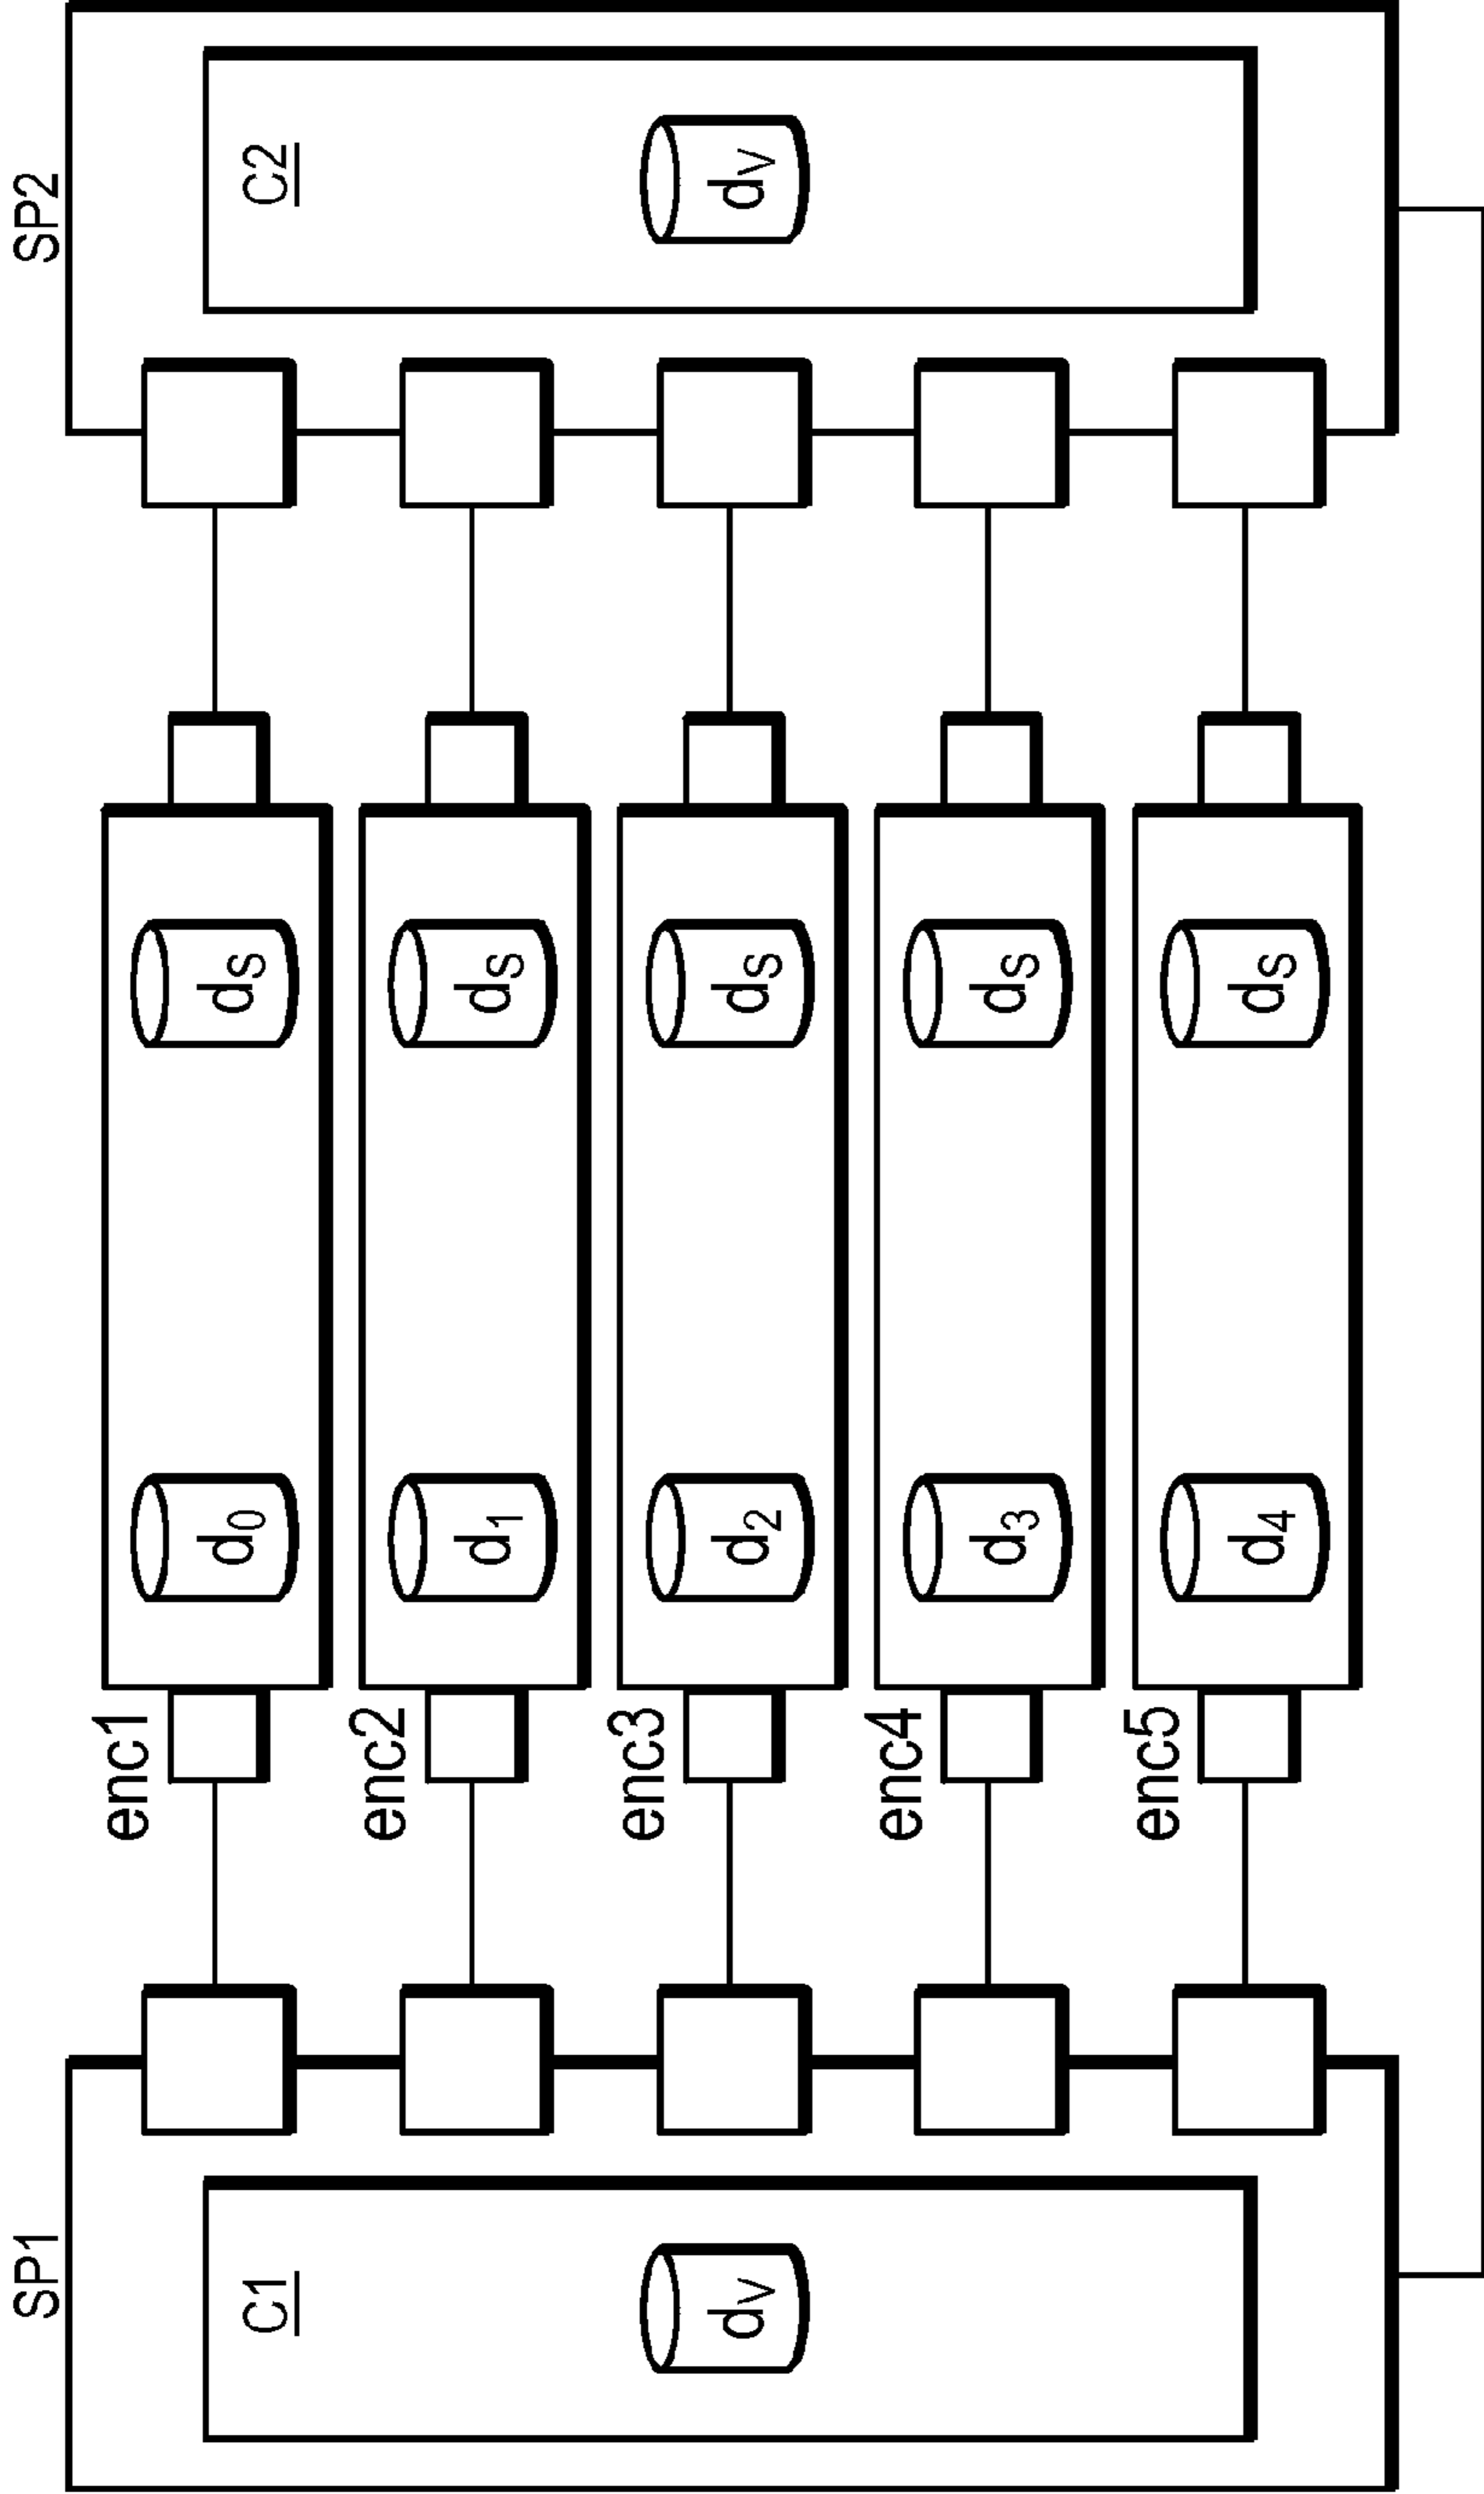 SP1
SP2
C1
C2
dv
dv
enc1
d0
ds
enc2
d1
ds
enc3
d2
ds
enc4
d3
ds
enc5
d4
ds